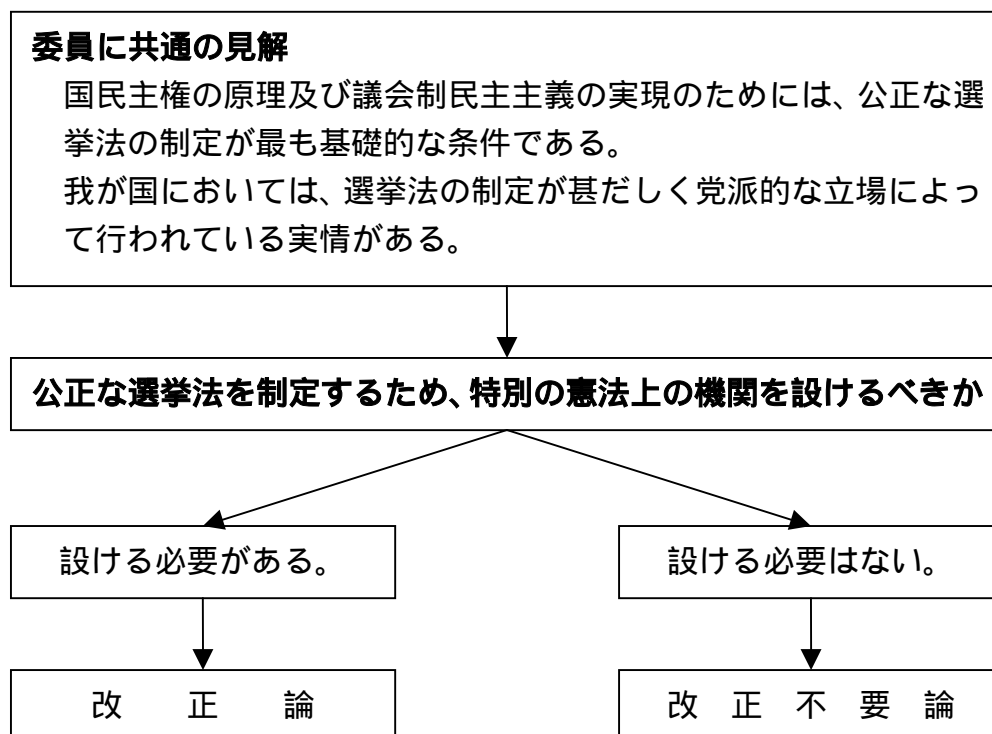 委員に共通の見解
国民主権の原理及び議会制民主主義の実現のためには、公正な選
挙法の制定が最も基礎的な条件である。
我が国においては、選挙法の制定が甚だしく党派的な立場によっ
て行われている実情がある。
公正な選挙法を制定するため、特別の憲法上の機関を設けるべきか
設ける必要がある。
設ける必要はない。
改正論
改正不要論